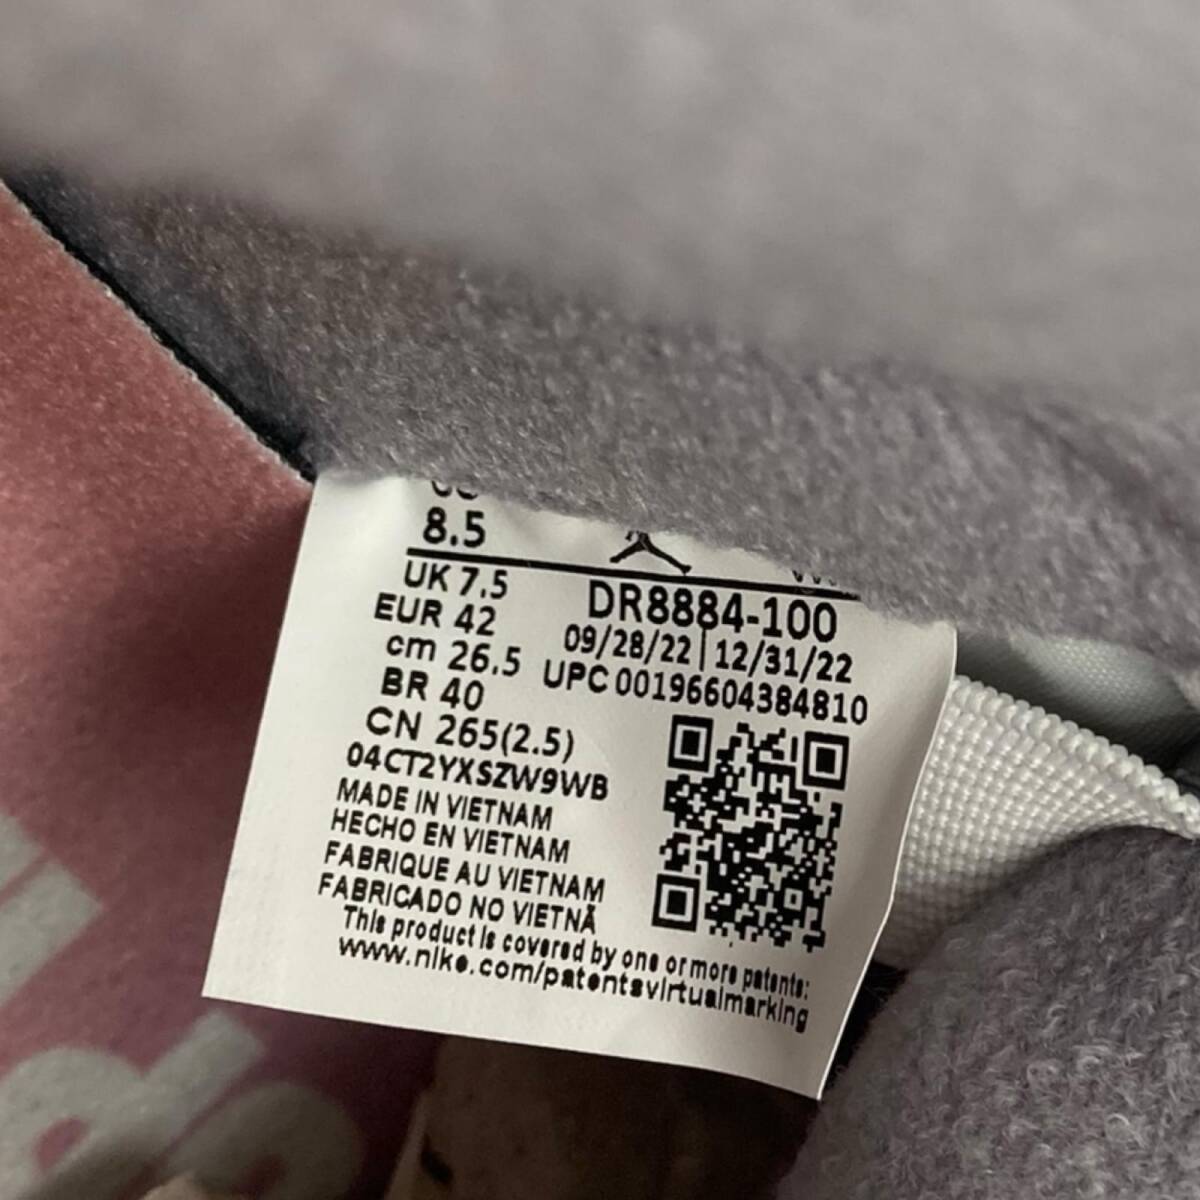 8.5
UK 7.5
EUR 42
cm 26.5
BR 40
CN 265(2.5)
DR8884-100
09/28/22|12/31/22
UPC 00196604384810
04CT2YXSZW9WB
MADE IN VIETNAM
HECHO EN VIETNAM
FABRIQUE AU VIETNAM
FABRICADO NO VIETNÃ
This product is covered by one or more patents:
www.nike.com/patentsvirtualmarking